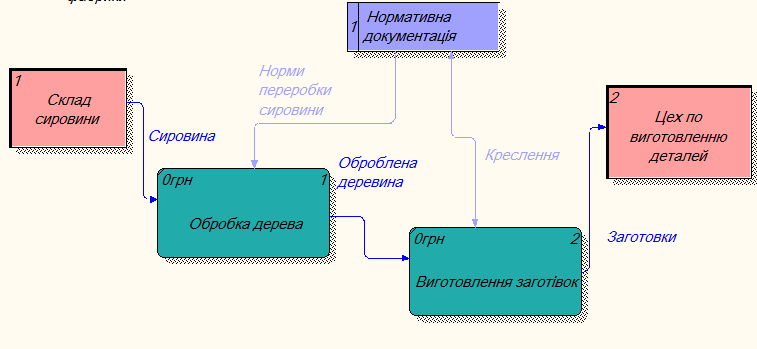 1
Нормативна
документація
1
Склад
сировини
Норми
переробки
сировини
2
Цех по
виготовленню
деталей
Сировина
Оброблена
деревина
Креслення
0грн
1
Обробка дерева
0грн
2
Виготовлення заготівок
Заготовки